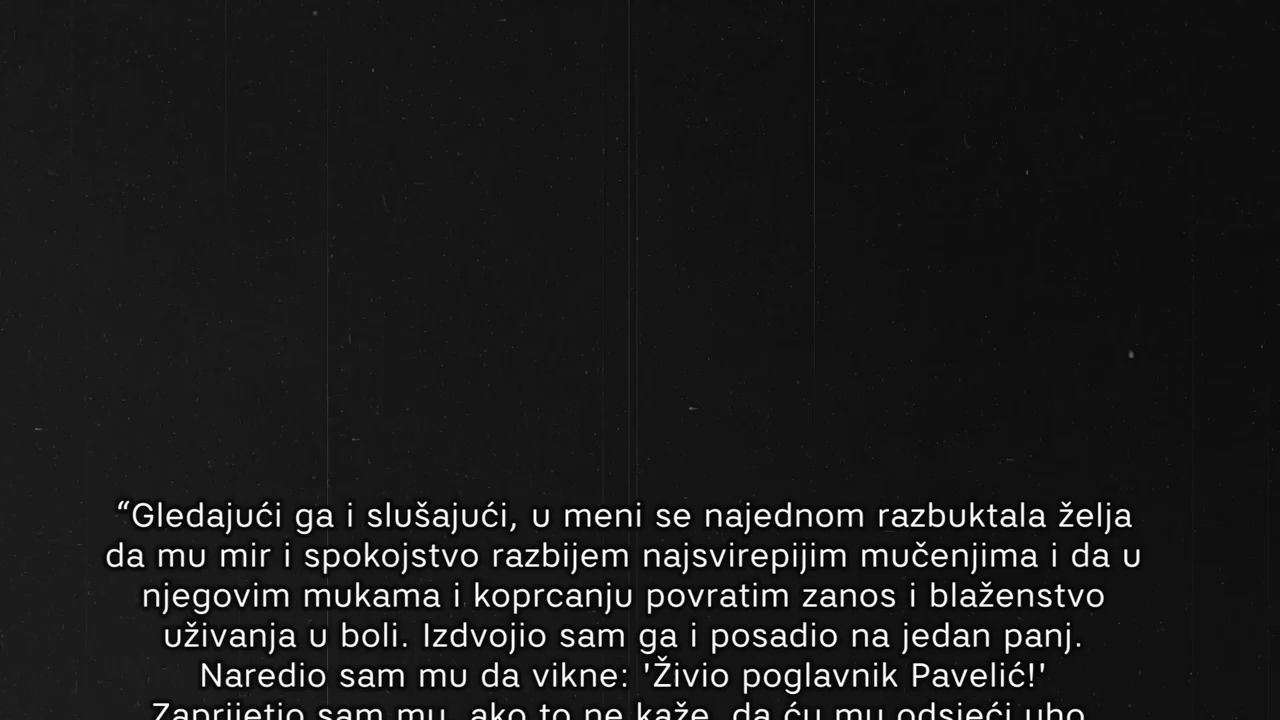 “Gledajući ga i slušajući, u meni se najednom razbuktala želja
da mu mir i spokojstvo razbijem najsvirepijim mučenjima i da u
njegovim mukama i koprcanju povratim zanos i blaženstvo
uživanja u boli. Izdvojio sam ga i posadio na jedan panj.
Naredio sam mu da vikne: 'Živio poglavnik Pavelić!'
Zaprijetio sam mu, ako to ne kaže, da ću mu odsjeći uho.